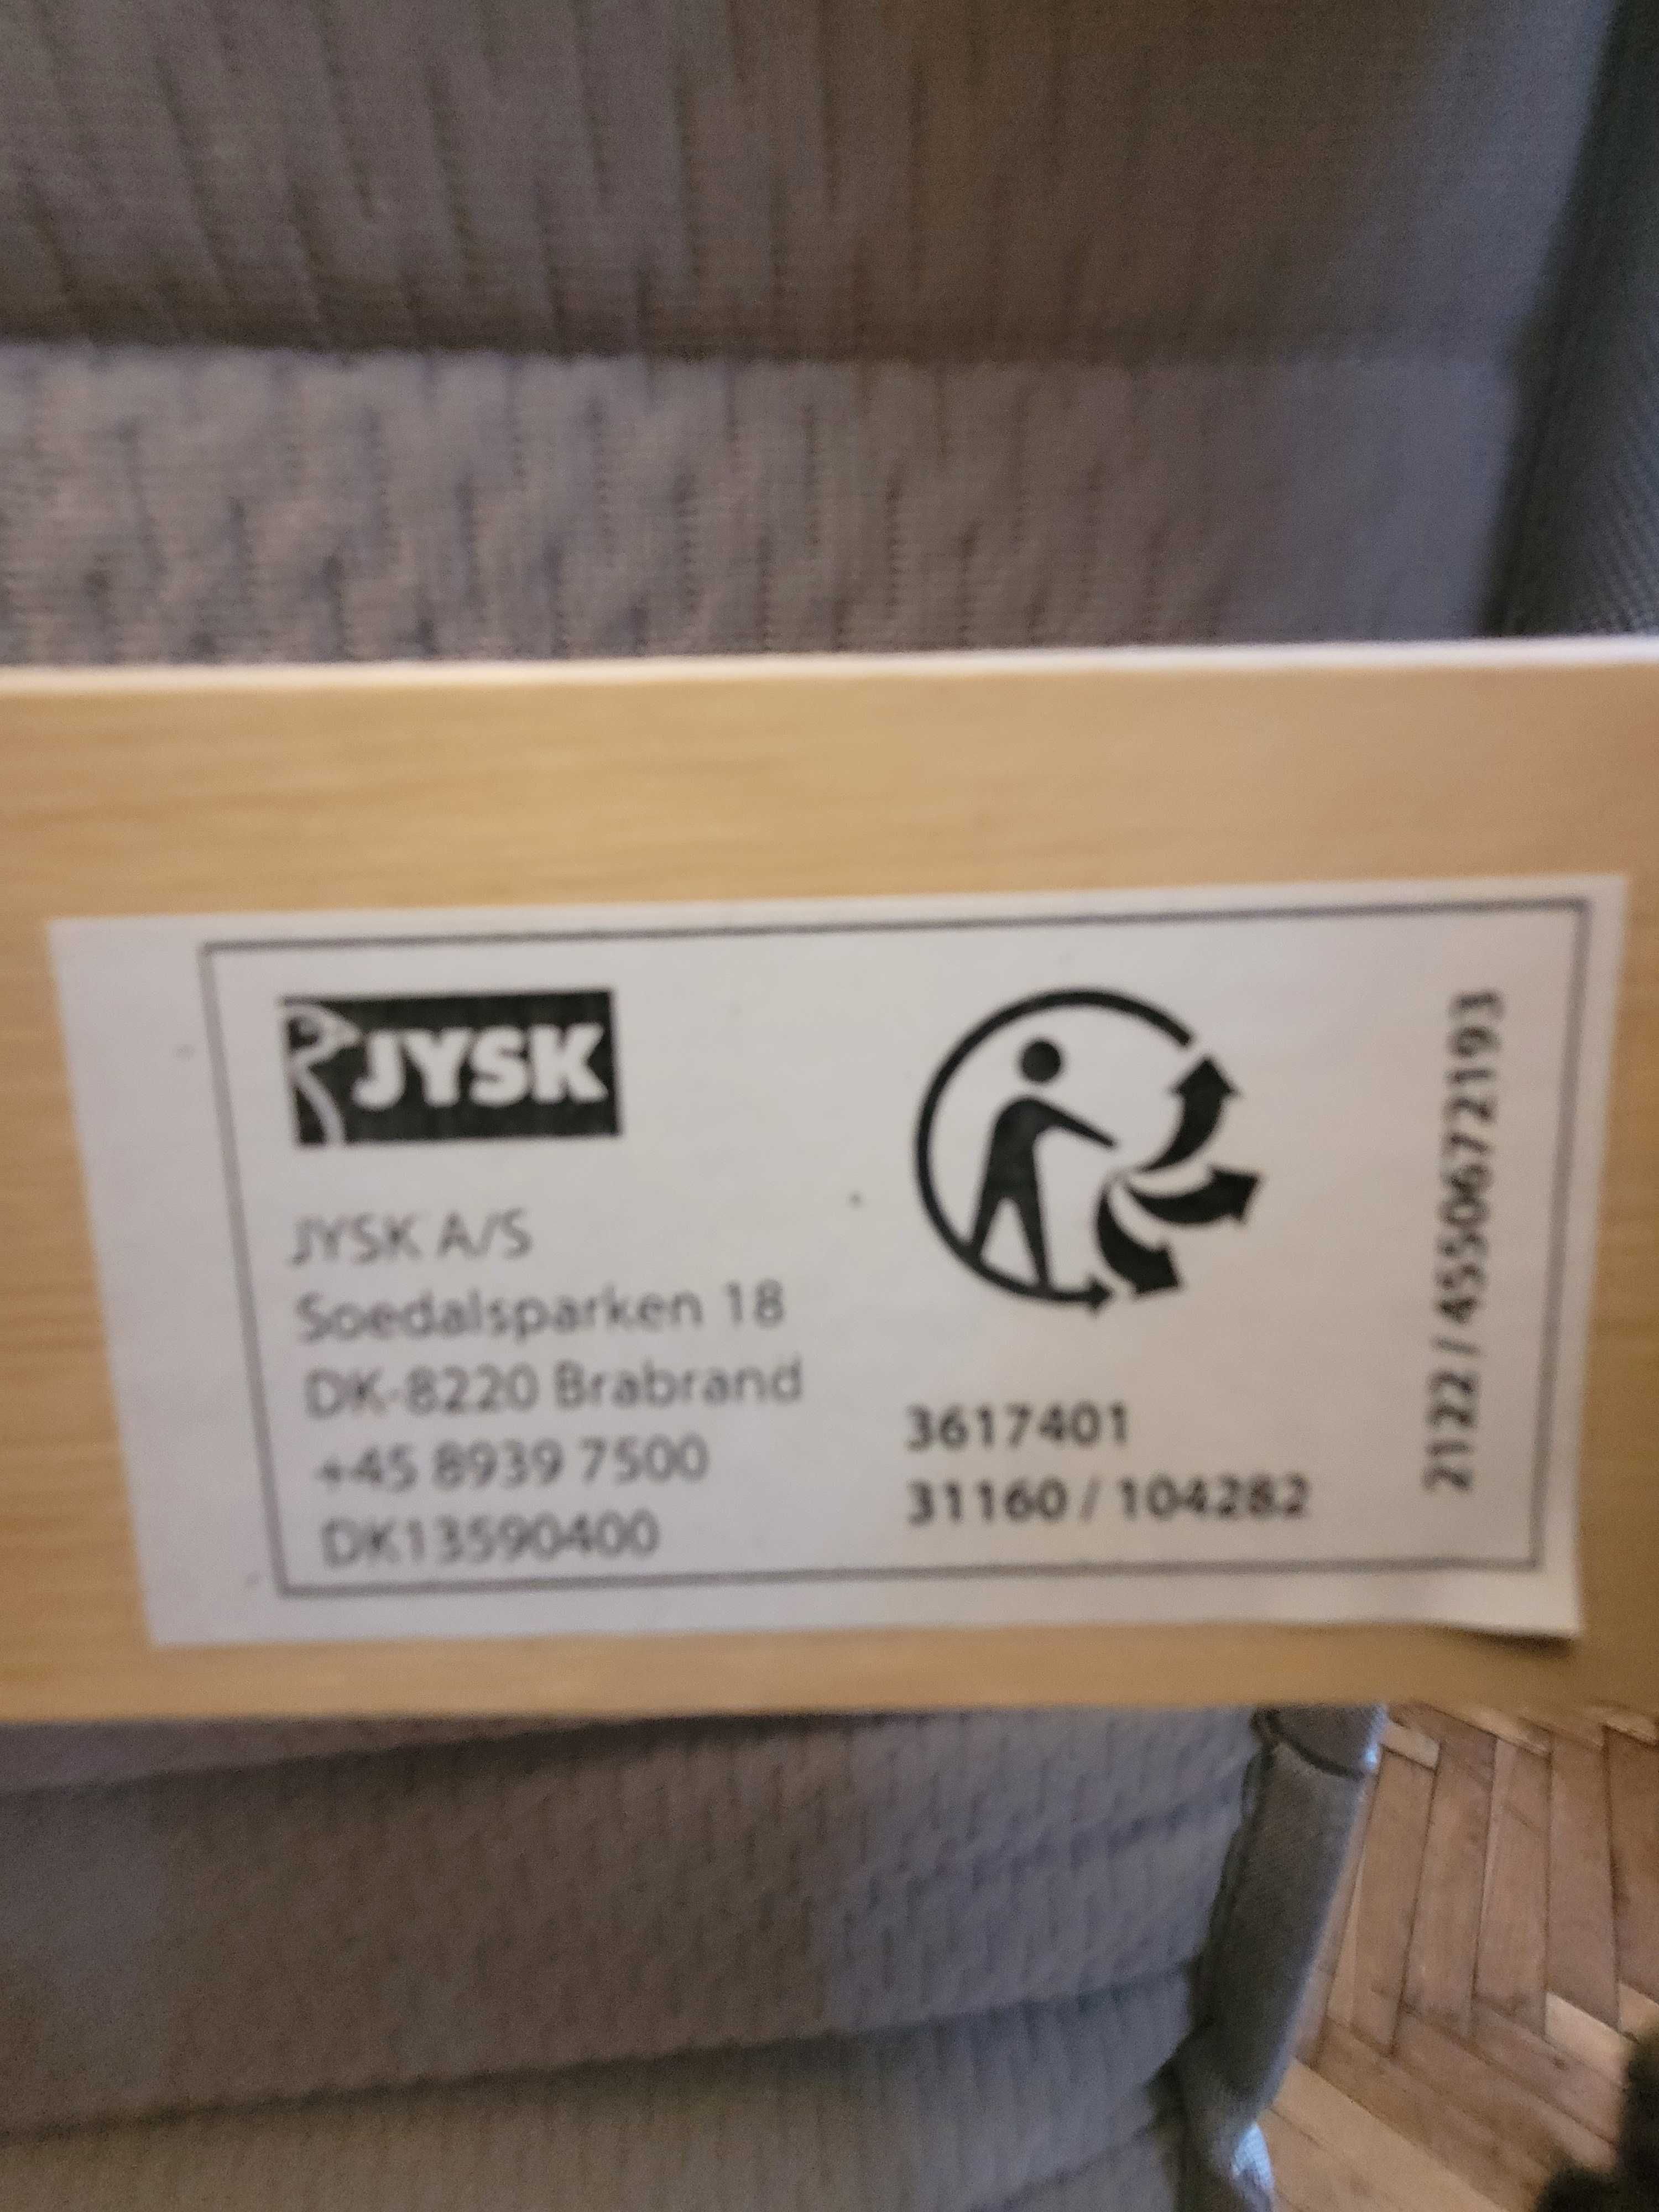 JYSK
JYSK A/S
Soedalsparken 18
DK-8220 Brabrand
+45 8939 7500
DK13590400
3617401
31160 / 104282
2122 / 4550672193